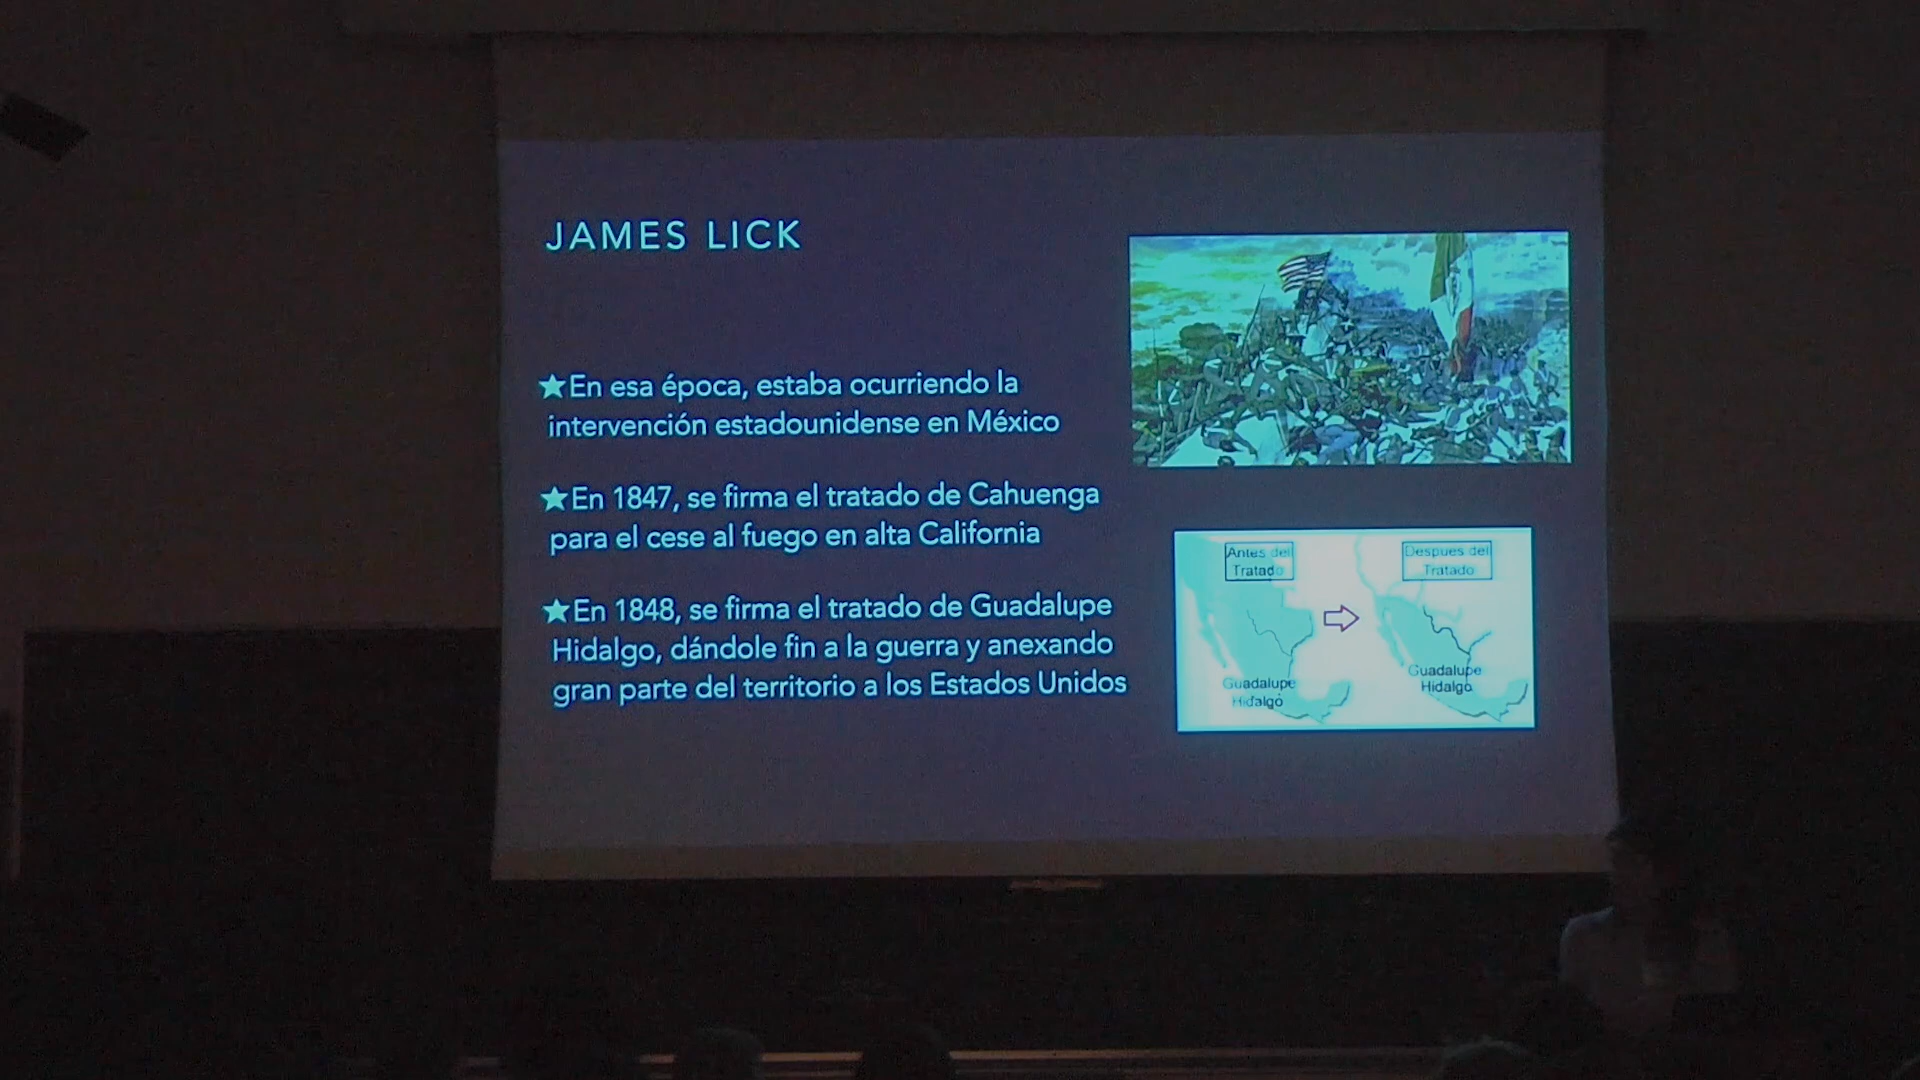 JAMES LICK
★En esa época, estaba ocurriendo la
intervención estadounidense en México
★En 1847, se firma el tratado de Cahuenga
para el cese al fuego en alta California
★En 1848, se firma el tratado de Guadalupe
Hidalgo, dándole fin a la guerra y anexando
gran parte del territorio a los Estados Unidos
Antes del
Tratado
Despues del
Tratado
Guadalupe
Hidalgo
Guadalupe
Hidalgo